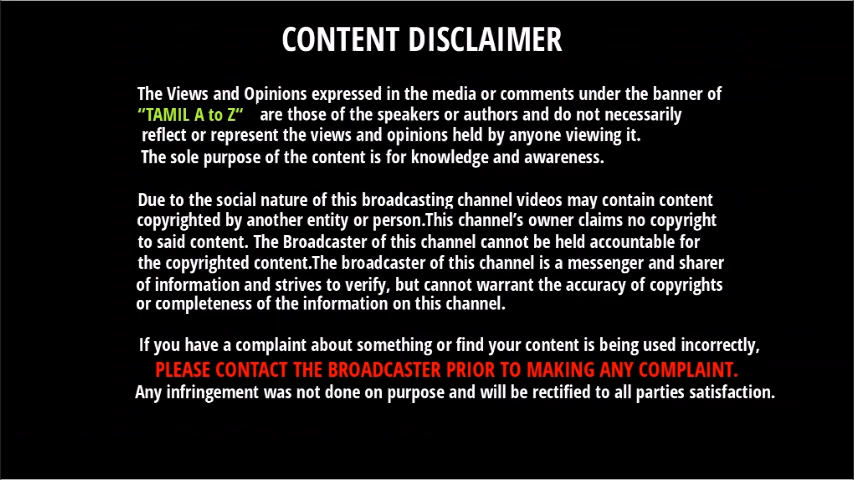 CONTENT DISCLAIMER
The Views and Opinions expressed in the media or comments under the banner of
“TAMIL A to Z” are those of the speakers or authors and do not necessarily
reflect or represent the views and opinions held by anyone viewing it.
The sole purpose of the content is for knowledge and awareness.
Due to the social nature of this broadcasting channel videos may contain content
copyrighted by another entity or person.This channel’s owner claims no copyright
to said content. The Broadcaster of this channel cannot be held accountable for
the copyrighted content.The broadcaster of this channel is a messenger and sharer
of information and strives to verify, but cannot warrant the accuracy of copyrights
or completeness of the information on this channel.
If you have a complaint about something or find your content is being used incorrectly,
PLEASE CONTACT THE BROADCASTER PRIOR TO MAKING ANY COMPLAINT.
Any infringement was not done on purpose and will be rectified to all parties satisfaction.